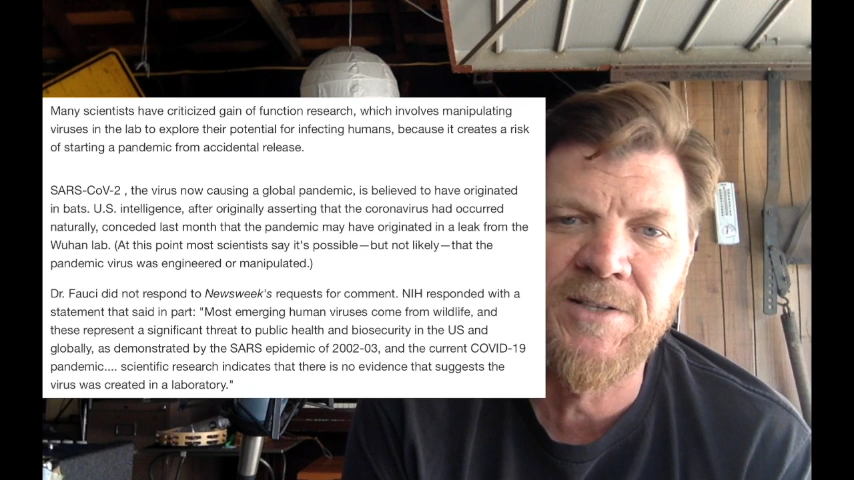 Many scientists have criticized gain of function research, which involves manipulating
viruses in the lab to explore their potential for infecting humans, because it creates a risk
of starting a pandemic from accidental release.
SARS-CoV-2 , the virus now causing a global pandemic, is believed to have originated
in bats. U.S. intelligence, after originally asserting that the coronavirus had occurred
naturally, conceded last month that the pandemic may have originated in a leak from the
Wuhan lab. (At this point most scientists say it's possible—but not likely—that the
pandemic virus was engineered or manipulated.)
Dr. Fauci did not respond to Newsweek's requests for comment. NIH responded with a
statement that said in part: "Most emerging human viruses come from wildlife, and
these represent a significant threat to public health and biosecurity in the US and
globally, as demonstrated by the SARS epidemic of 2002-03, and the current COVID-19
pandemic.... scientific research indicates that there is no evidence that suggests the
virus was created in a laboratory."